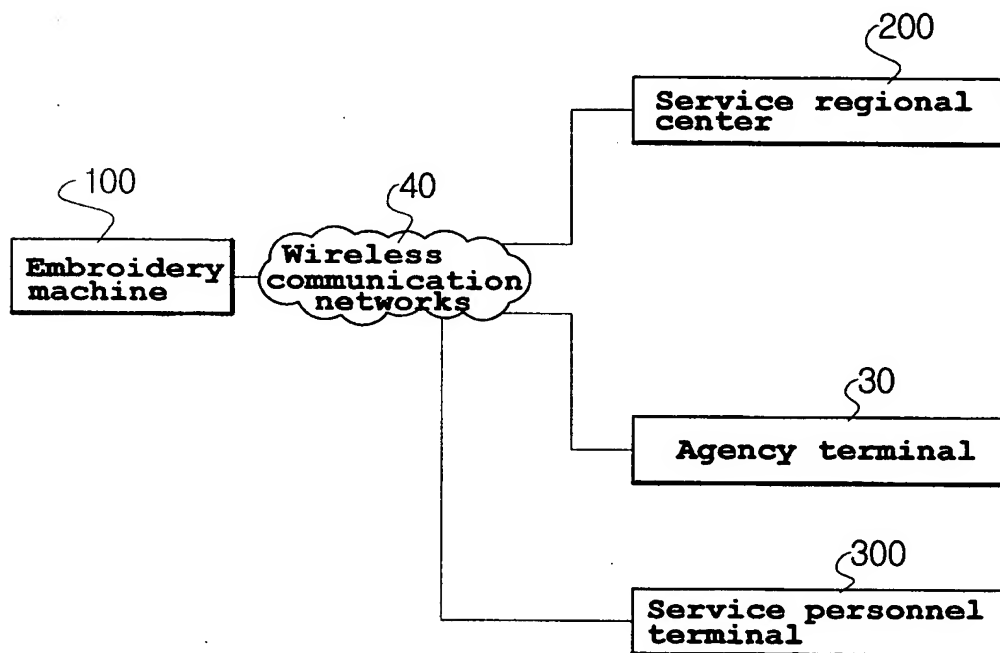 200
Service regional
center
100
40
Embroidery
machine
Wireless
communication
networks
30
Agency terminal
300
Service personnel
terminal